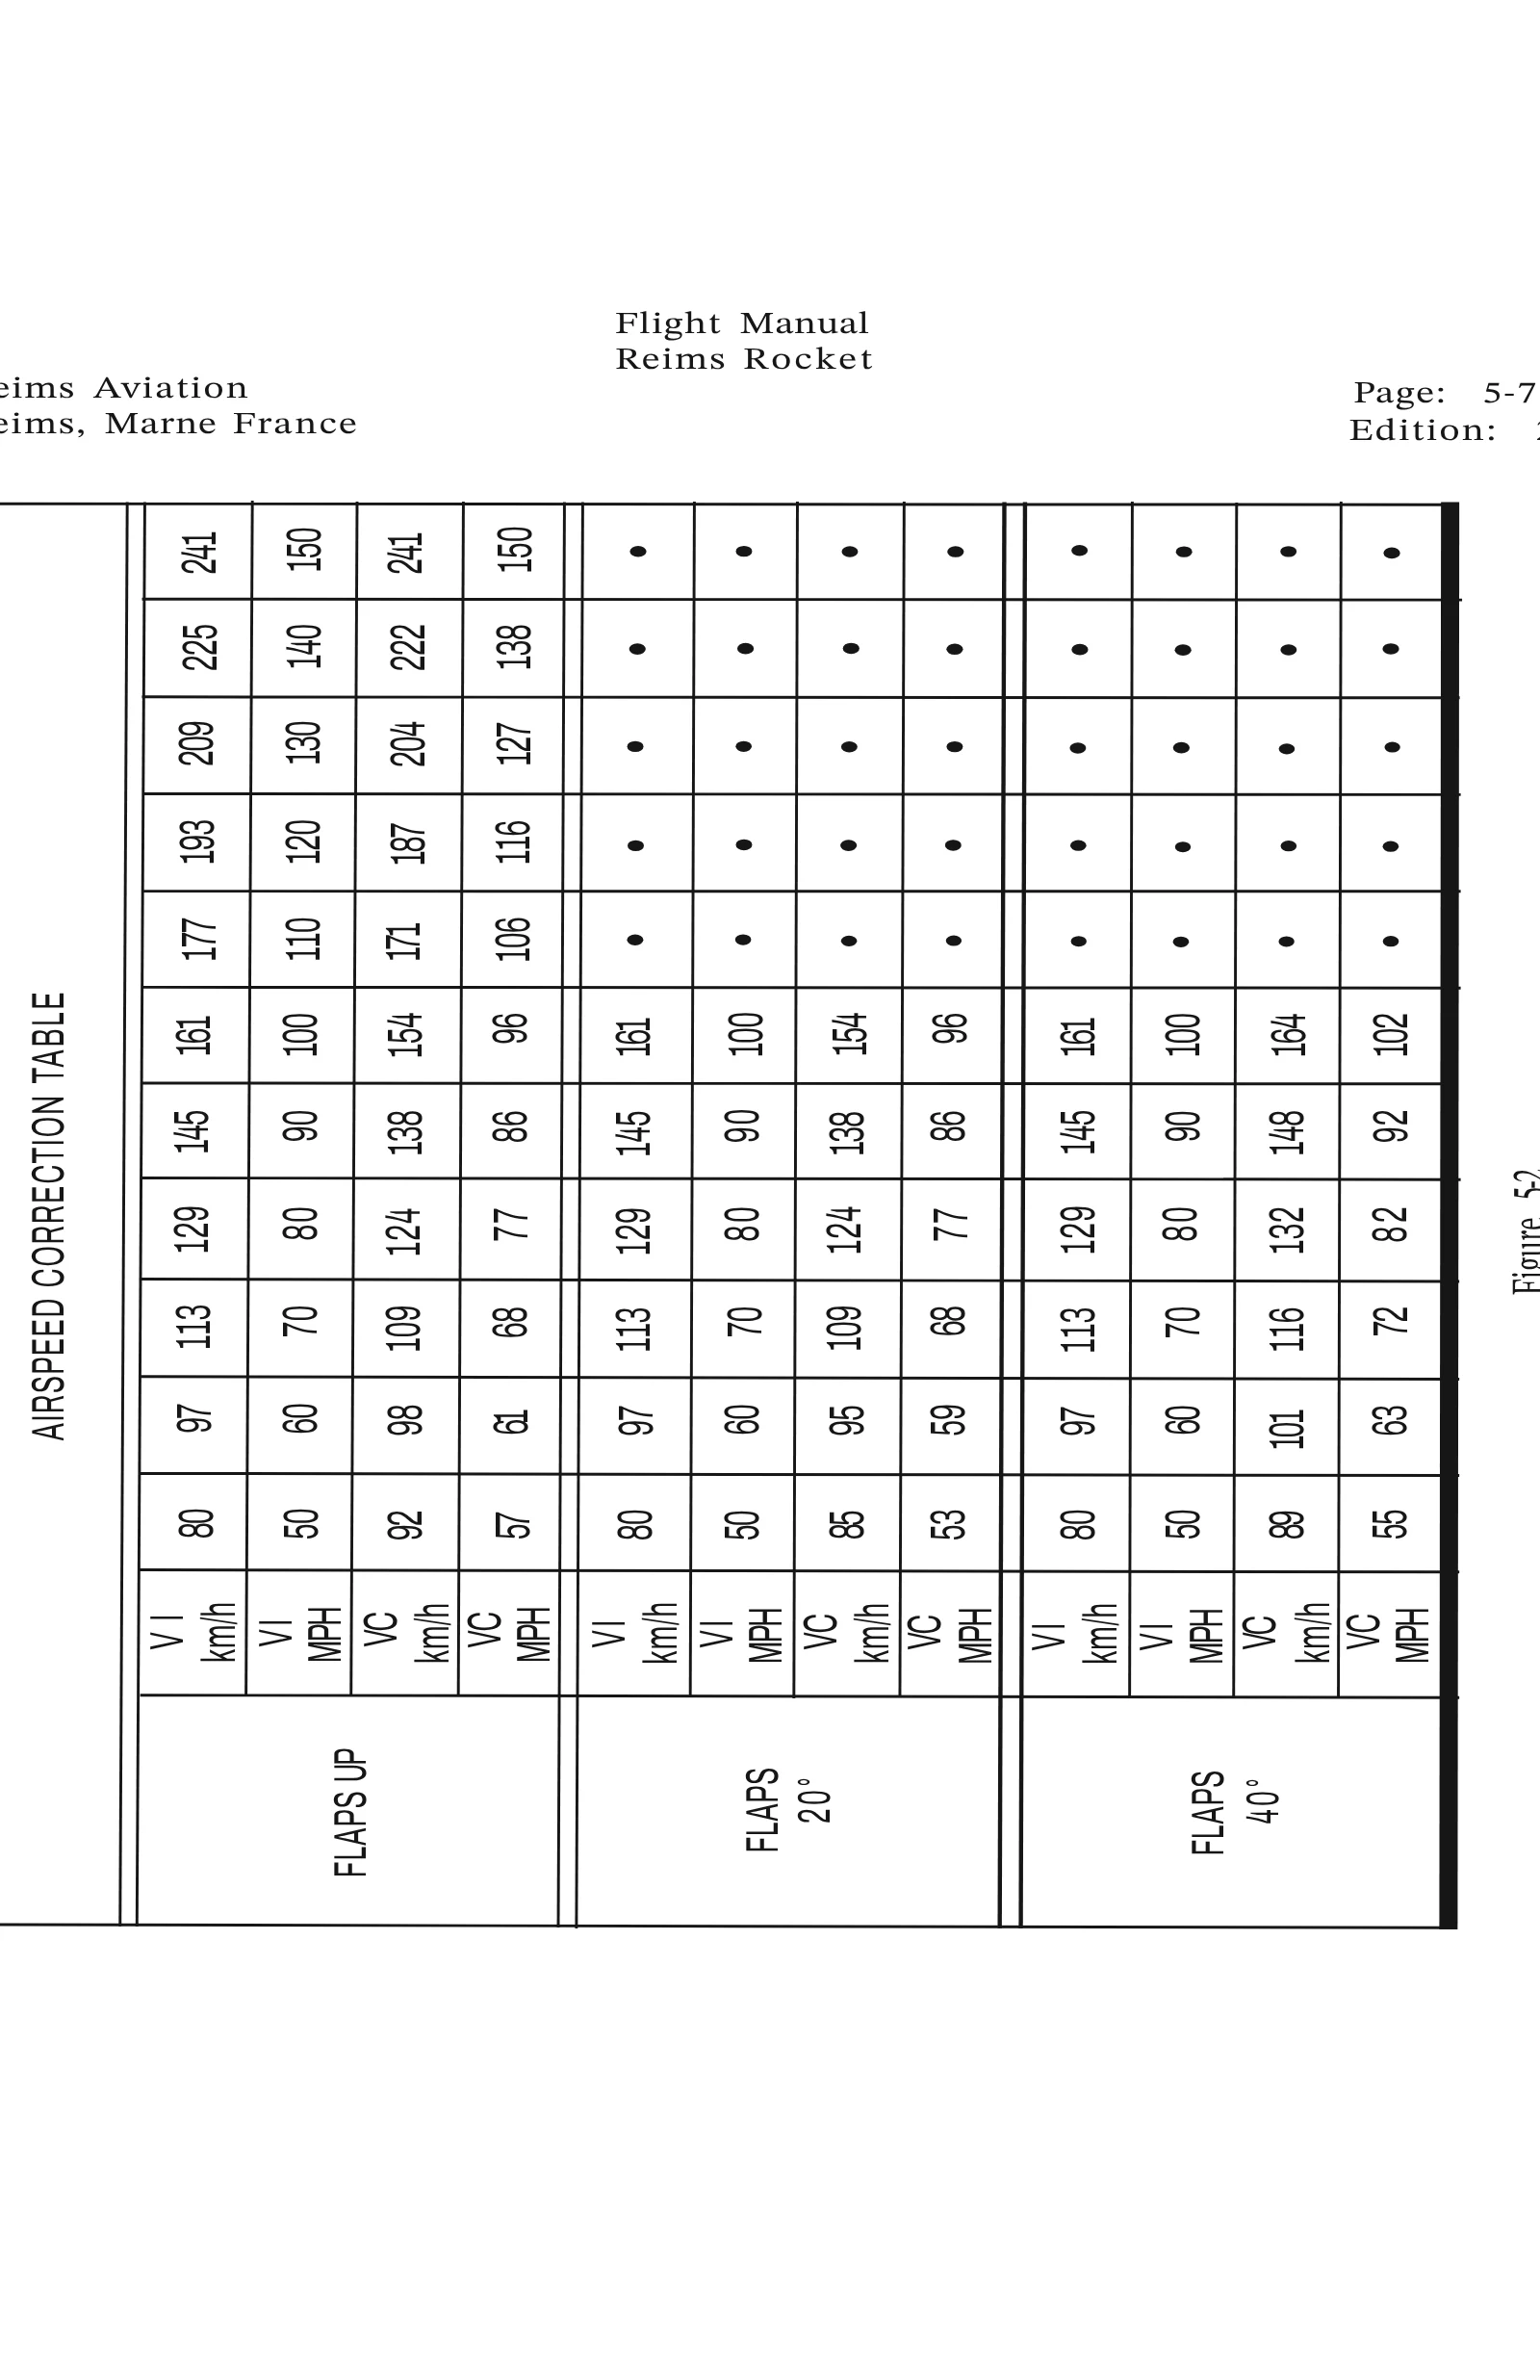 Flight Manual
Reims Rocket
eims Aviation
eims, Marne France
Page: 5-7
Edition:
AIRSPEED CORRECTION TABLE
FLAPS UP
VI km/h 80 97 113 129 145 161 177 193 209 225 241
VI MPH 50 60 70 80 90 100 110 120 130 140 150
VC km/h 92 98 109 124 138 154 171 187 204 222 241
VC MPH 57 61 68 77 86 96 106 116 127 138 150
FLAPS
20°
VI km/h 80 97 113 129 145 161 • • • • •
VI MPH 50 60 70 80 90 100 • • • • •
VC km/h 85 95 109 124 138 154 • • • • •
VC MPH 53 59 68 77 86 96 • • • • •
FLAPS
40°
VI km/h 80 97 113 129 145 161 • • • • •
VI MPH 50 60 70 80 90 100 • • • • •
VC km/h 89 101 116 132 148 164 • • • • •
VC MPH 55 63 72 82 92 102 • • • • •
Figure 5-2